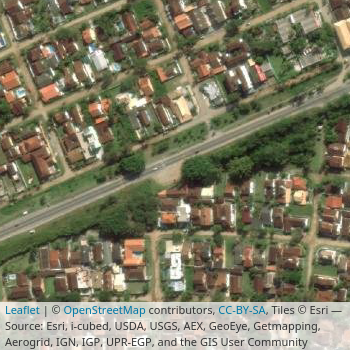 Leaflet | © OpenStreetMap contributors, CC-BY-SA, Tiles © Esri —
Source: Esri, i-cubed, USDA, USGS, AEX, GeoEye, Getmapping,
Aerogrid, IGN, IGP, UPR-EGP, and the GIS User Community